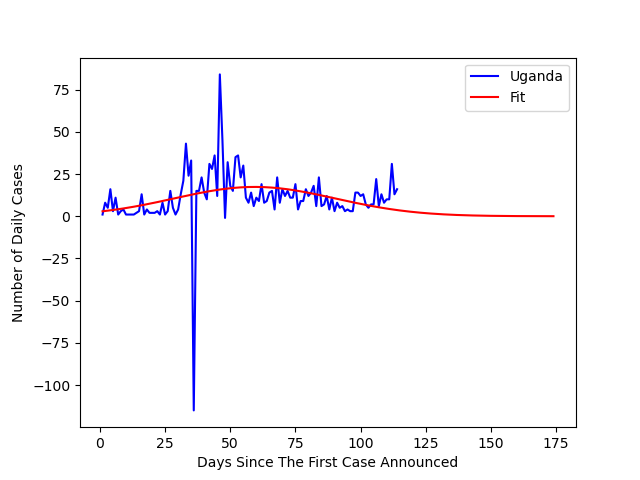 Uganda
Fit
75
50
25
0
−25
−50
−75
−100
Number of Daily Cases
0 25 50 75 100 125 150 175
Days Since The First Case Announced